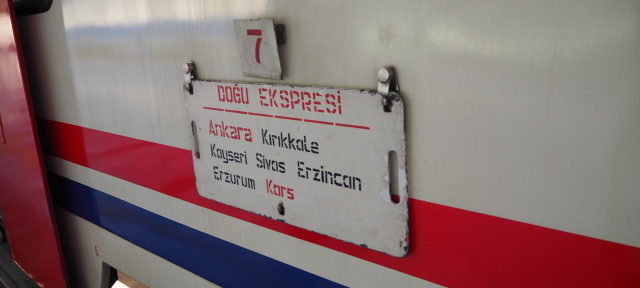 7
DOĞU EKSPRESİ
Ankara Kırıkkale
Kayseri Sivas Erzincan
Erzurum Kars